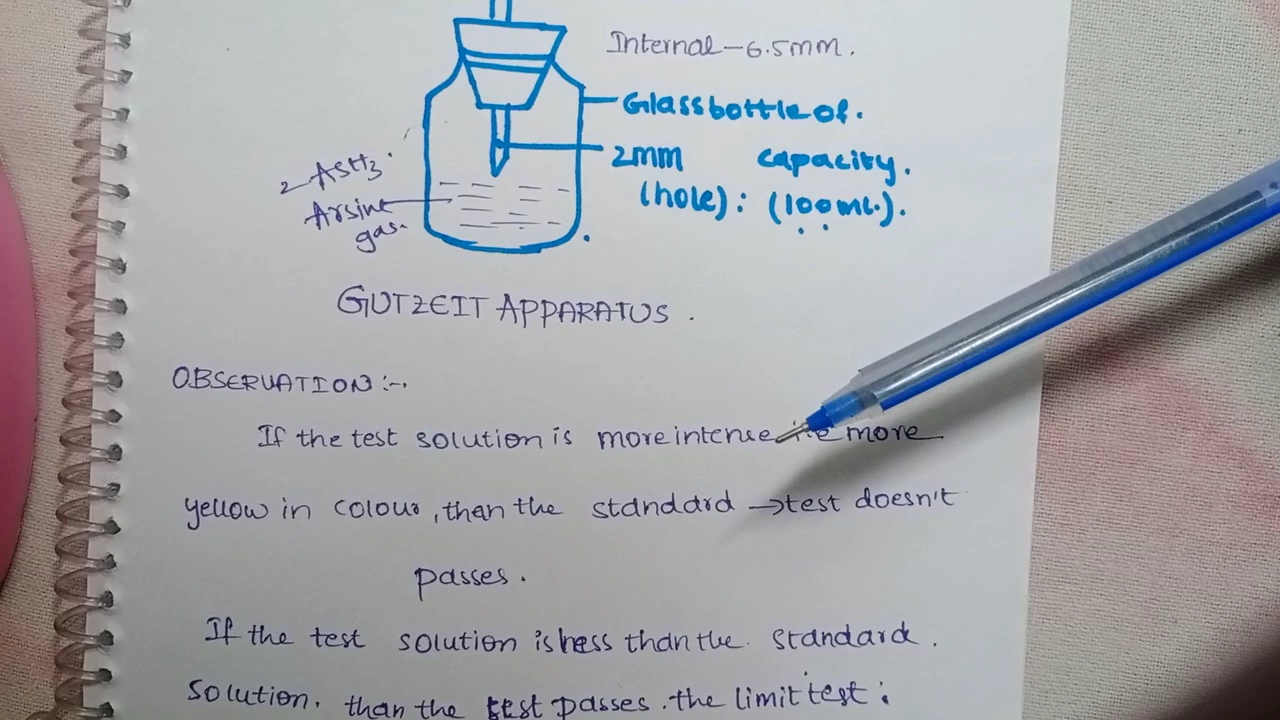 Internal - 6.5mm.
Glass bottle of.
2mm capacity.
(hole): (100ml.).
2 AsH3
Arsine
gas.
GUTZEIT APPARATUS.
OBSERVATION:-.
If the test solution is more intense more
yellow in colour, than the standard → test doesn't
passes.
If the test solution is less than the standard.
solution. than the test passes. the limit test: